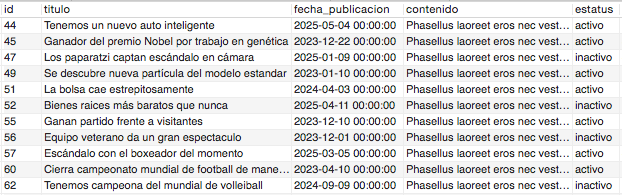 id titulo fecha_publicacion contenido estatus
44 Tenemos un nuevo auto inteligente 2025-05-04 00:00:00 Phasellus laoreet eros nec vest... activo
45 Ganador del premio Nobel por trabajo en genética 2023-12-22 00:00:00 Phasellus laoreet eros nec vest... activo
47 Los paparatzi captan escándalo en cámara 2025-01-09 00:00:00 Phasellus laoreet eros nec vest... inactivo
49 Se descubre nueva partícula del modelo estandar 2023-01-10 00:00:00 Phasellus laoreet eros nec vest... activo
51 La bolsa cae estrepitosamente 2024-04-03 00:00:00 Phasellus laoreet eros nec vest... activo
52 Bienes raices más baratos que nunca 2025-04-11 00:00:00 Phasellus laoreet eros nec vest... inactivo
55 Ganan partido frente a visitantes 2023-12-10 00:00:00 Phasellus laoreet eros nec vest... activo
56 Equipo veterano da un gran espectaculo 2023-12-01 00:00:00 Phasellus laoreet eros nec vest... inactivo
57 Escándalo con el boxeador del momento 2025-03-05 00:00:00 Phasellus laoreet eros nec vest... activo
60 Cierra campeonato mundial de football de mane... 2023-04-10 00:00:00 Phasellus laoreet eros nec vest... activo
62 Tenemos campeona del mundial de volleiball 2024-09-09 00:00:00 Phasellus laoreet eros nec vest... inactivo